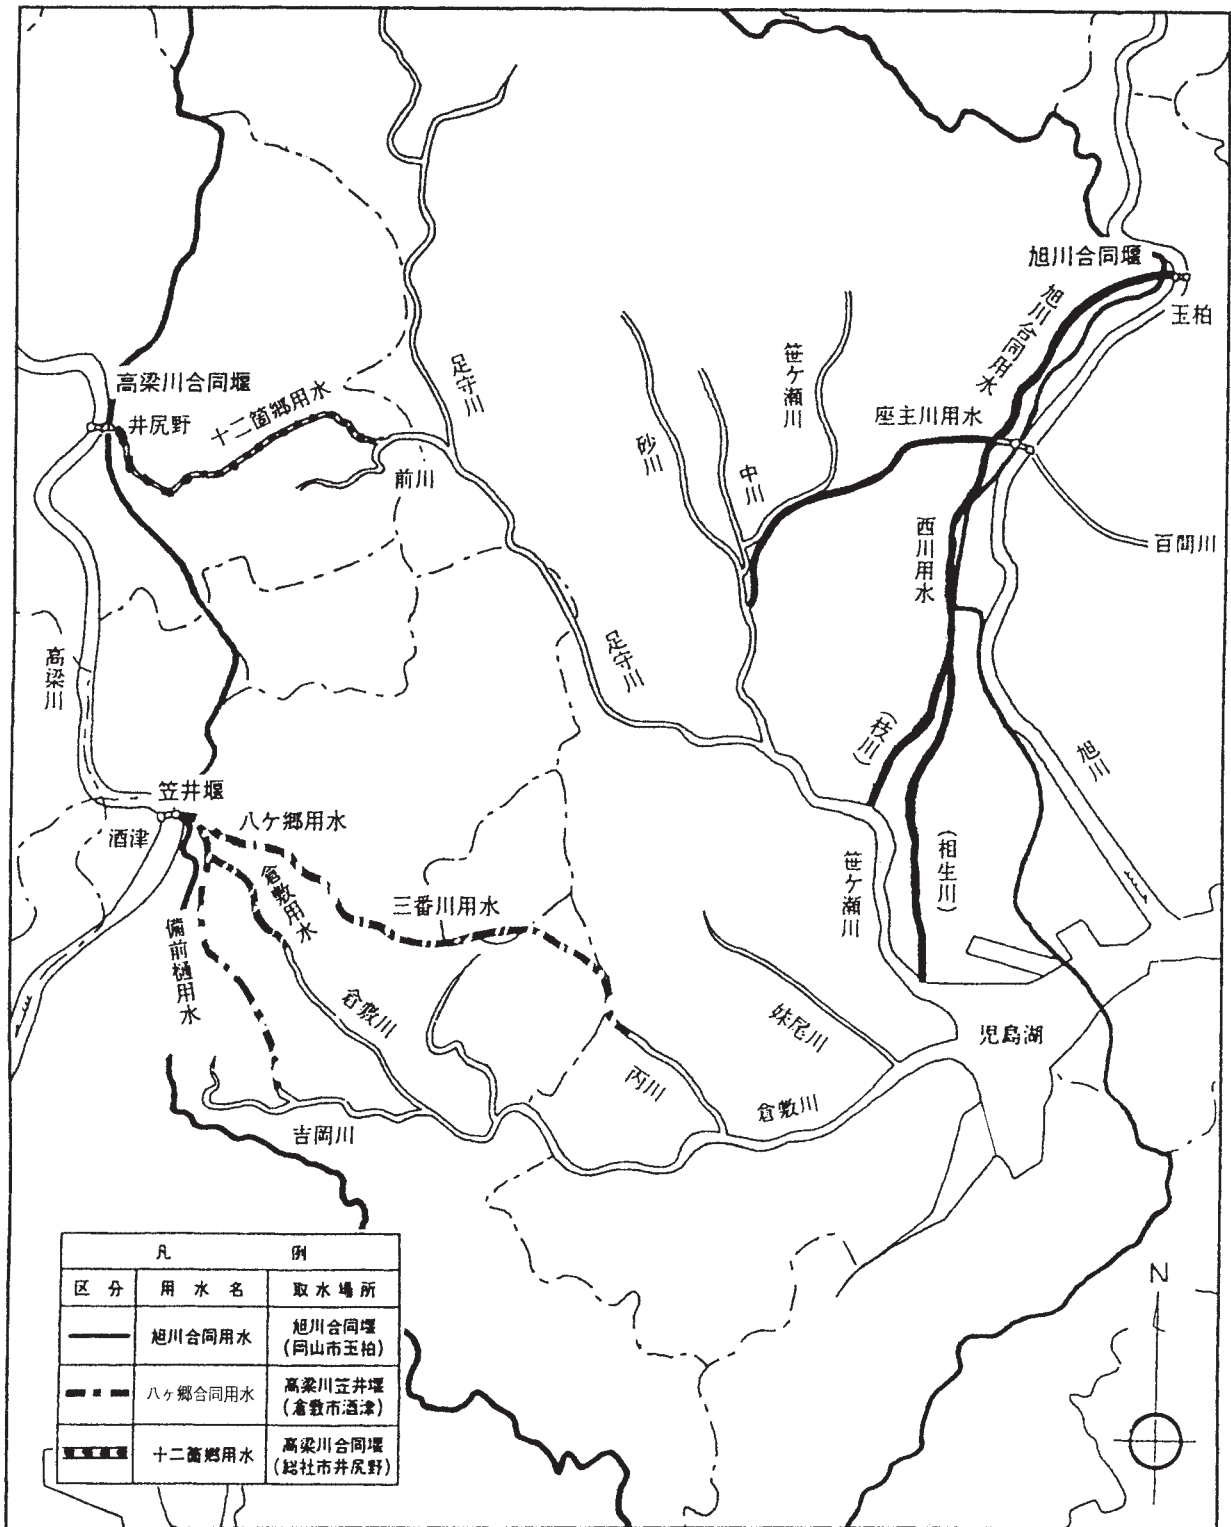 旭川合同堰
玉柏
旭川合同用水
高梁川合同堰
井尻野
十二箇郷用水
足守川
前川
砂川
中川
笹ケ瀬川
座主川用水
西川用水
百間川
高梁川
足守川
(枝川)
旭川
笠井堰
酒津
八ケ郷用水
倉敷用水
三番川用水
備前樋用水
笹ケ瀬川
(相生川)
倉敷川
妹尾川
児島湖
丙川
倉敷川
吉岡川
凡例
区分 用水名 取水場所
旭川合同用水 旭川合同堰
(岡山市玉柏)
八ヶ郷合同用水 高梁川笠井堰
(倉敷市酒津)
十二箇郷用水 高梁川合同堰
(総社市井尻野)
N